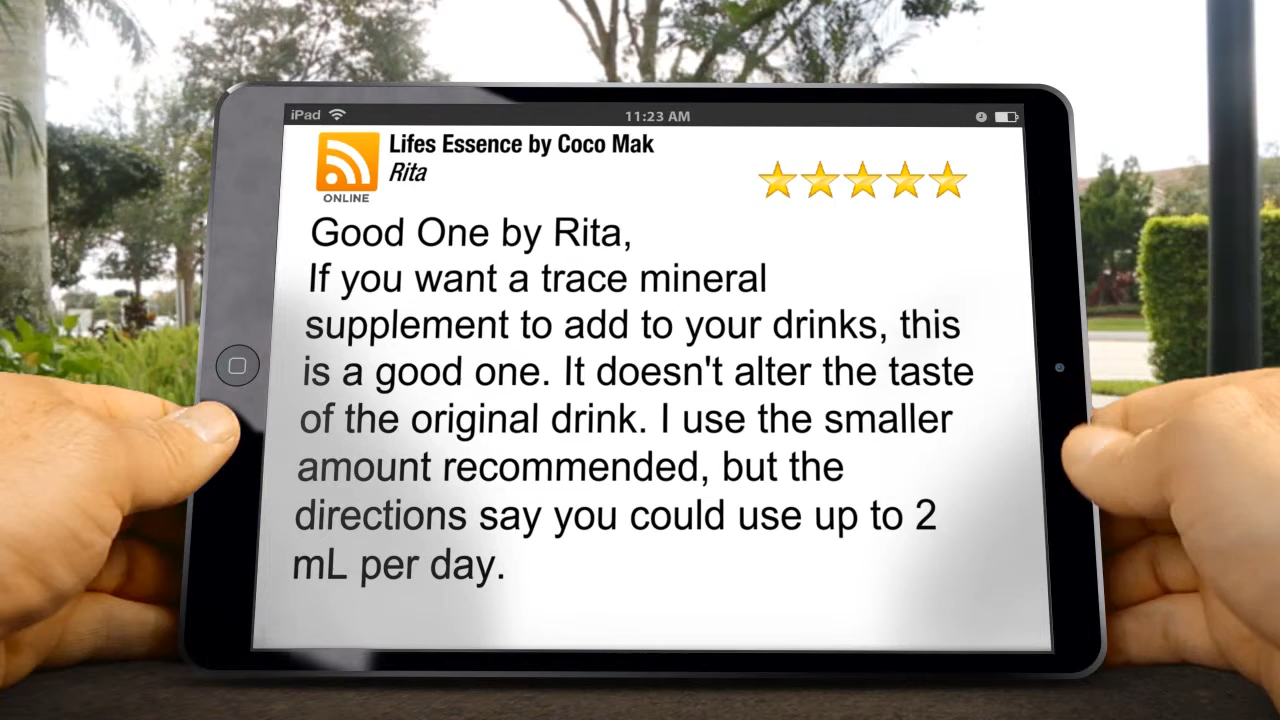 iPad 11:23 AM
Lifes Essence by Coco Mak
Rita
ONLINE
Good One by Rita,
If you want a trace mineral
supplement to add to your drinks, this
is a good one. It doesn't alter the taste
of the original drink. I use the smaller
amount recommended, but the
directions say you could use up to 2
mL per day.